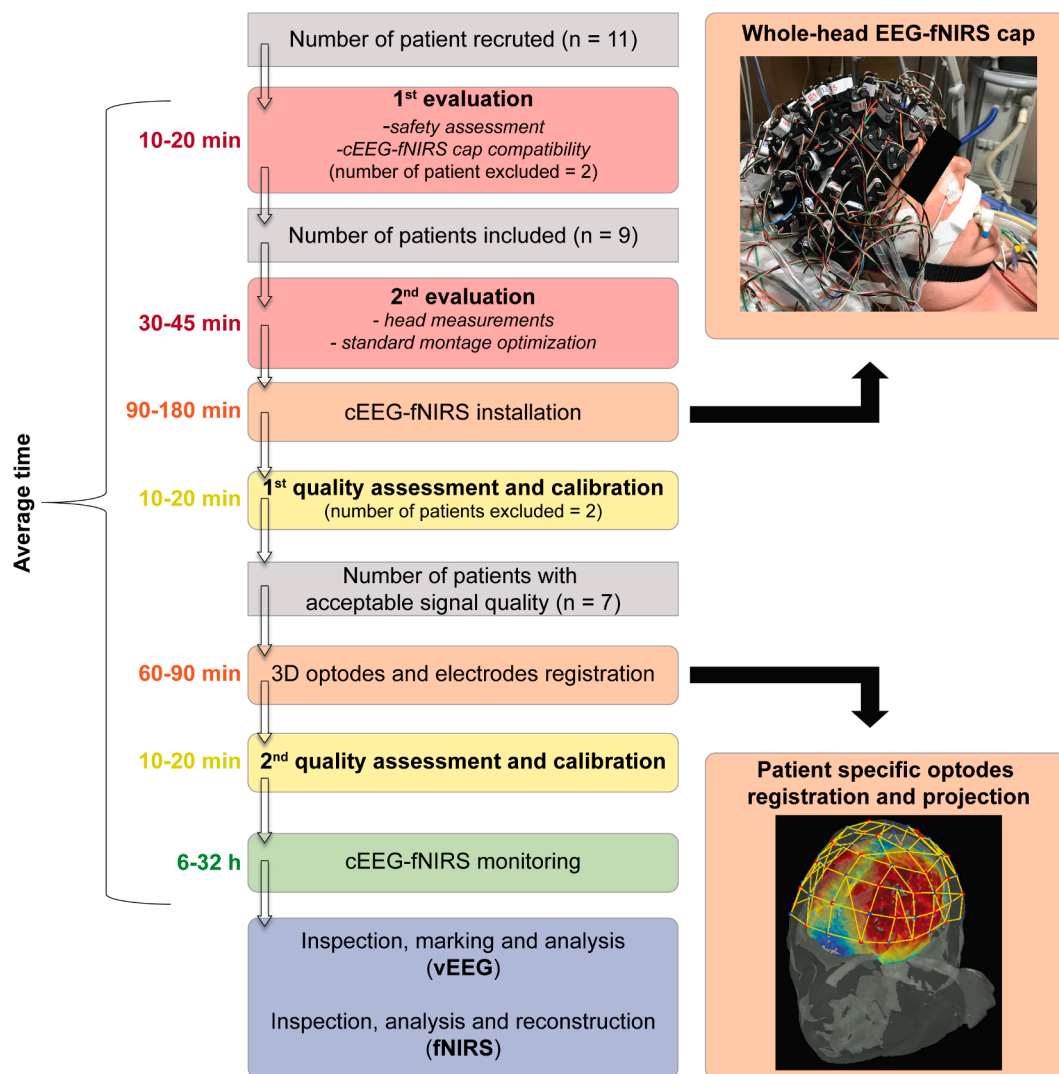 Number of patient recruted (n = 11)
10-20 min
1st evaluation
-safety assessment
-cEEG-fNIRS cap compatibility
(number of patient excluded = 2)
Number of patients included (n = 9)
30-45 min
2nd evaluation
- head measurements
- standard montage optimization
90-180 min
cEEG-fNIRS installation
10-20 min
1st quality assessment and calibration
(number of patients excluded = 2)
Number of patients with
acceptable signal quality (n = 7)
60-90 min
3D optodes and electrodes registration
10-20 min
2nd quality assessment and calibration
6-32 h
cEEG-fNIRS monitoring
Inspection, marking and analysis
(vEEG)
Inspection, analysis and reconstruction
(fNIRS)
Average time
Whole-head EEG-fNIRS cap
Patient specific optodes
registration and projection